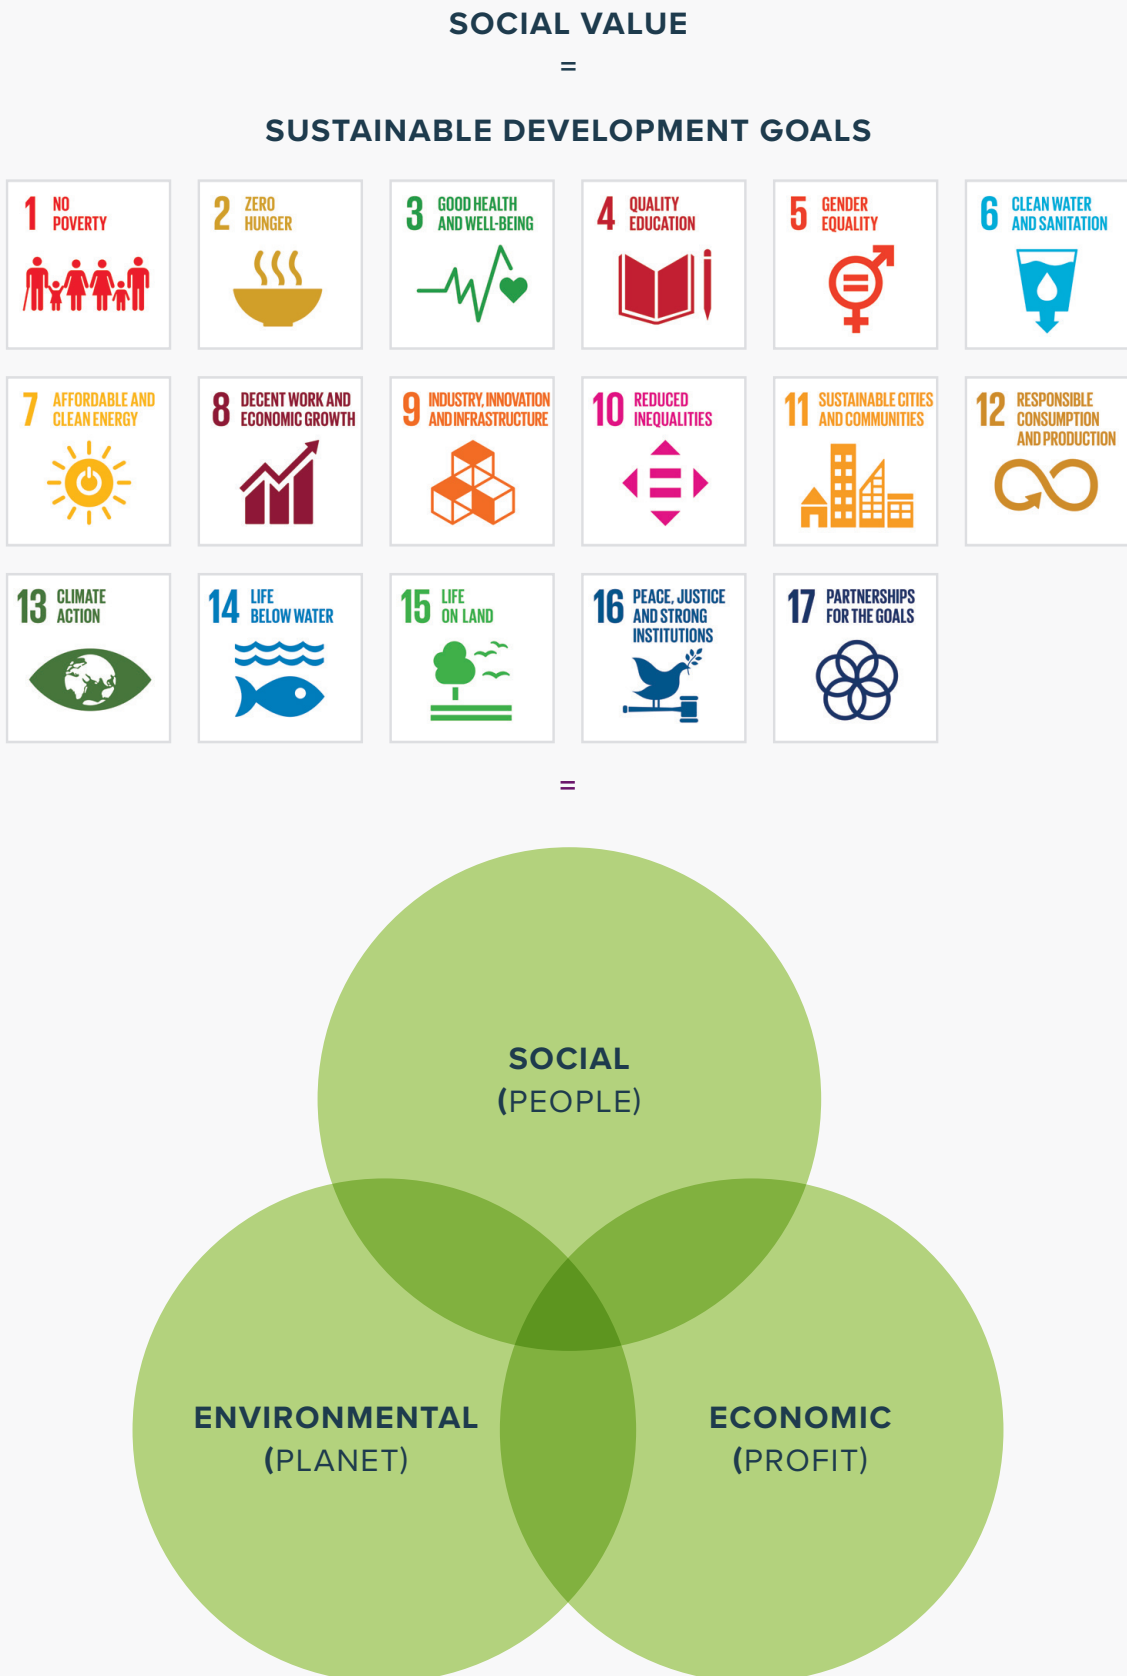 SOCIAL VALUE
=
SUSTAINABLE DEVELOPMENT GOALS
1 NO
POVERTY
2 ZERO
HUNGER
3 GOOD HEALTH
AND WELL-BEING
4 QUALITY
EDUCATION
5 GENDER
EQUALITY
6 CLEAN WATER
AND SANITATION
7 AFFORDABLE AND
CLEAN ENERGY
8 DECENT WORK AND
ECONOMIC GROWTH
9 INDUSTRY, INNOVATION
AND INFRASTRUCTURE
10 REDUCED
INEQUALITIES
11 SUSTAINABLE CITIES
AND COMMUNITIES
12 RESPONSIBLE
CONSUMPTION
AND PRODUCTION
13 CLIMATE
ACTION
14 LIFE
BELOW WATER
15 LIFE
ON LAND
16 PEACE, JUSTICE
AND STRONG
INSTITUTIONS
17 PARTNERSHIPS
FOR THE GOALS
=
SOCIAL
(PEOPLE)
ENVIRONMENTAL
(PLANET)
ECONOMIC
(PROFIT)